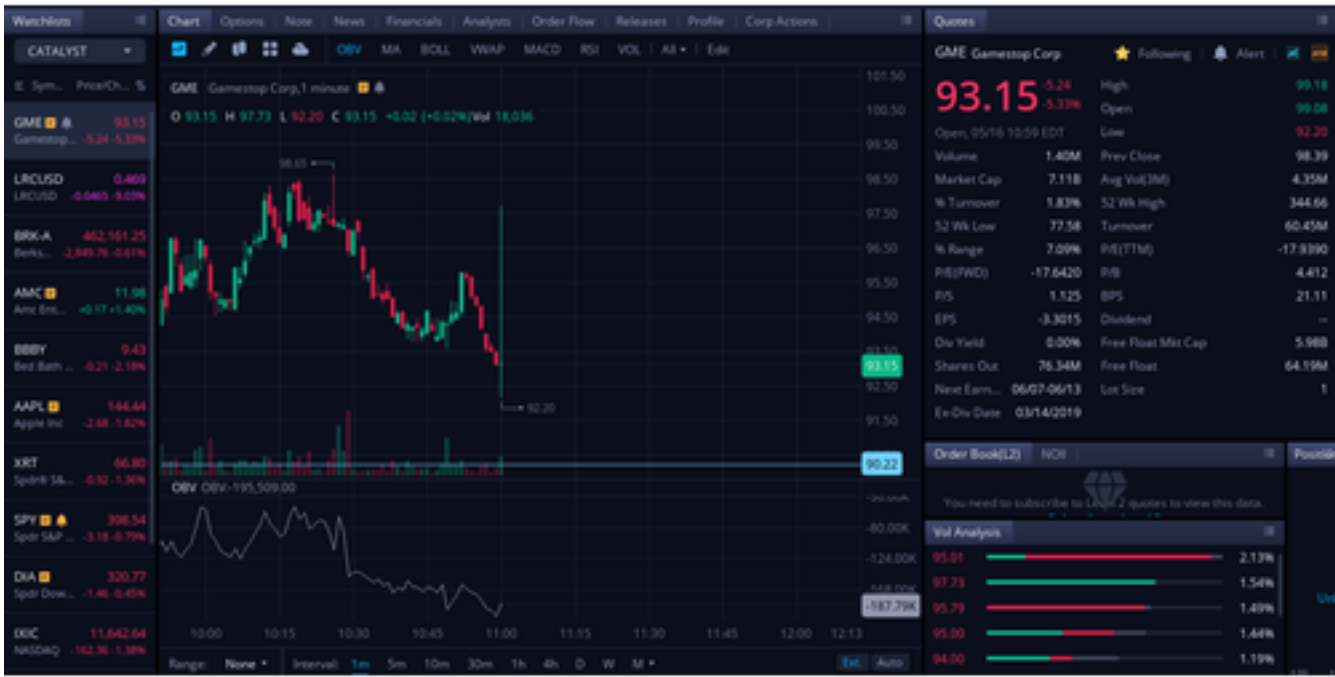 Watchlists
CATALYST
Sym... Price/Ch...
GME 93.15
Gamestop... -5.24 -5.33%
LRCUSD 0.469
LRCUSD -0.0465 -9.03%
BRK-A 462,161.25
Berks... -2,849.76 -0.61%
AMC 11.98
Amc Ent... +0.17 +1.40%
BBBY 9.43
Bed Bath ... -0.21 -2.18%
AAPL 144.44
Apple Inc -2.68 -1.82%
XRT 66.80
Spdr® S&... -0.92 -1.36%
SPY 398.54
Spdr S&P ... -3.18 -0.79%
DIA 320.77
Spdr Dow... -1.46 -0.45%
IXIC 11,642.64
NASDAQ -162.36 -1.38%
Chart Options Note News Financials Analysts Order Flow Releases Profile Corp Actions
OBV MA BOLL VWAP MACD RSI VOL All Edit
GME Gamestop Corp,1 minute
O 93.15 H 97.73 L 92.20 C 93.15 +0.02 (+0.02%)Vol 18,036
98.65
92.20
101.50
100.50
99.50
98.50
97.50
96.50
95.50
94.50
93.50
93.15
92.50
91.50
90.22
OBV OBV:-195,509.00
-80.00K
-124.00K
-168.00K
-187.79K
10:00 10:15 10:30 10:45 11:00 11:15 11:30 11:45 12:00 12:13
Range: None Interval: 1m 5m 10m 30m 1h 4h D W M Ext. Auto
Quotes
GME Gamestop Corp Following Alert
93.15 -5.24 -5.33%
Open, 05/16 10:59 EDT
High 99.18
Open 99.08
Low 92.20
Volume 1.40M Prev Close 98.39
Market Cap 7.11B Avg Vol(3M) 4.35M
% Turnover 1.83% 52 Wk High 344.66
52 Wk Low 77.58 Turnover 60.45M
% Range 7.09% P/E(TTM) -17.9390
P/E(FWD) -17.6420 P/B 4.412
P/S 1.125 BPS 21.11
EPS -3.3015 Dividend --
Div Yield 0.00% Free Float Mkt Cap 5.98B
Shares Out 76.34M Free Float 64.19M
Next Earn... 06/07-06/13 Lot Size 1
Ex-Div Date 03/14/2019
Order Book(L2) NOII
You need to subscribe to Level 2 quotes to view this data.
Vol Analysis
95.01 2.13%
97.73 1.54%
95.79 1.49%
95.00 1.44%
94.00 1.19%